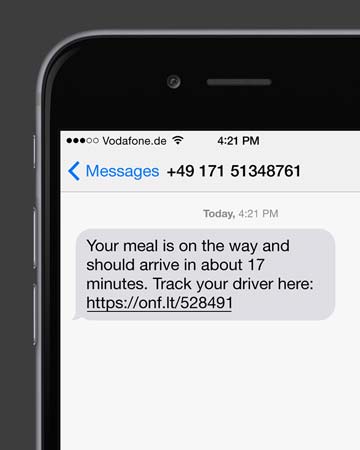 Vodafone.de 4:21 PM
Messages +49 171 51348761
Today, 4:21 PM
Your meal is on the way and
should arrive in about 17
minutes. Track your driver here:
https://onf.lt/528491